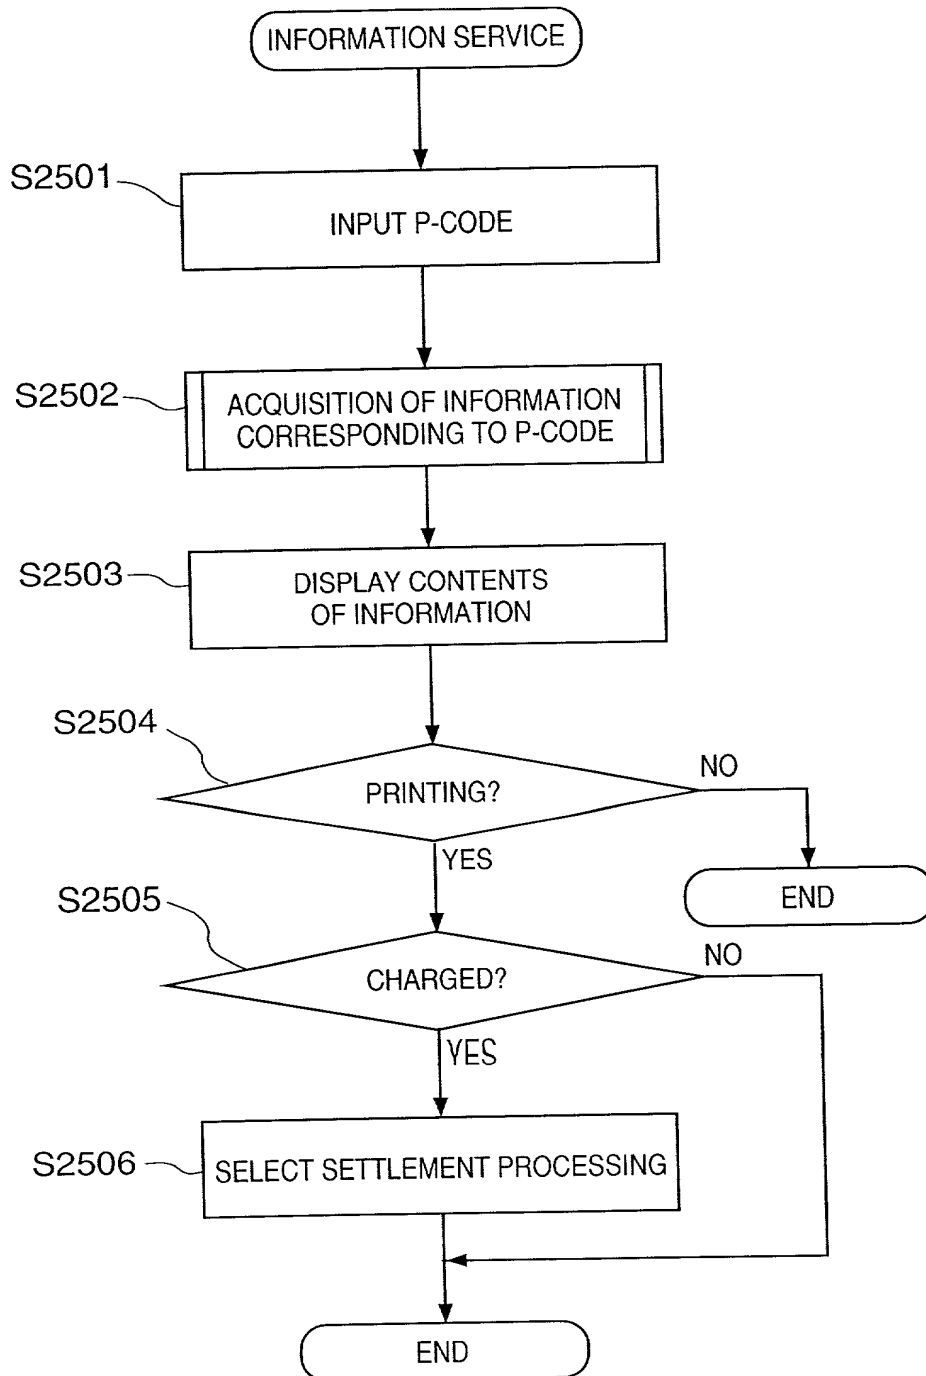 INFORMATION SERVICE
S2501
INPUT P-CODE
S2502
ACQUISITION OF INFORMATION
CORRESPONDING TO P-CODE
S2503
DISPLAY CONTENTS
OF INFORMATION
S2504
PRINTING?
NO
YES
END
S2505
CHARGED?
NO
YES
S2506
SELECT SETTLEMENT PROCESSING
END